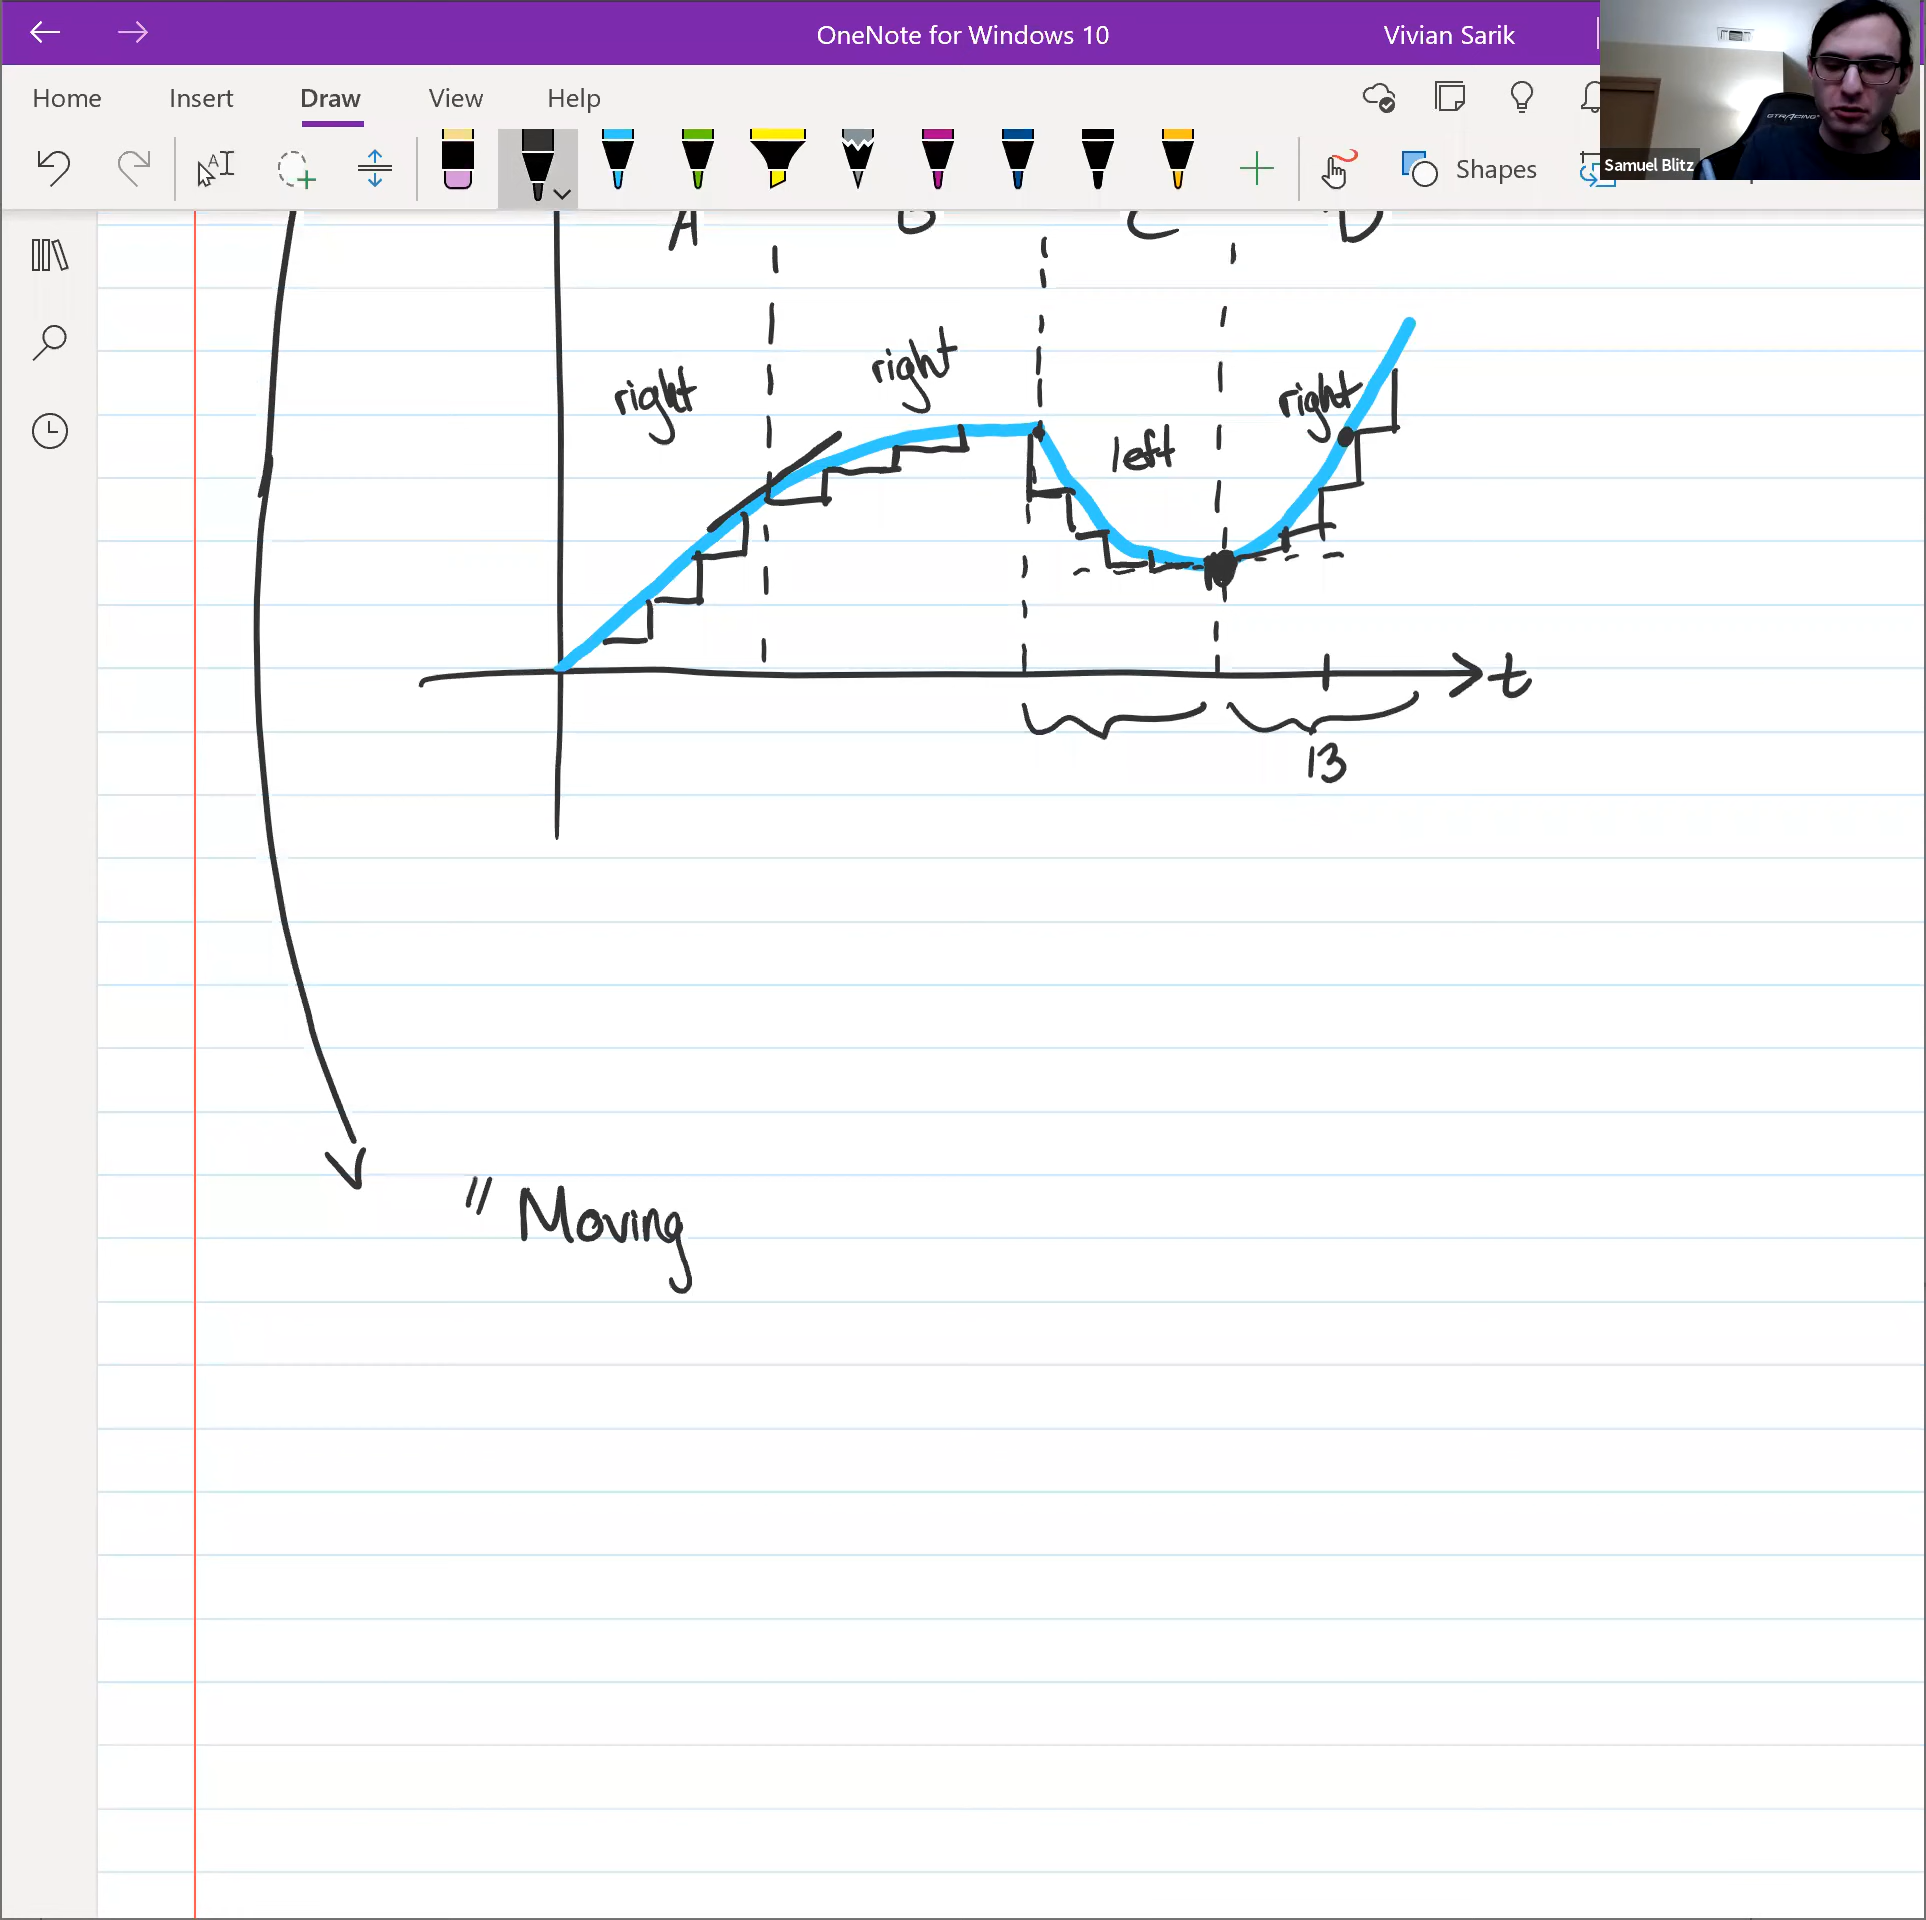 OneNote for Windows 10 Vivian Sarik
Home Insert Draw View Help
Shapes
GTRACING
Samuel Blitz
A B C D
right right left right
t
13
" Moving